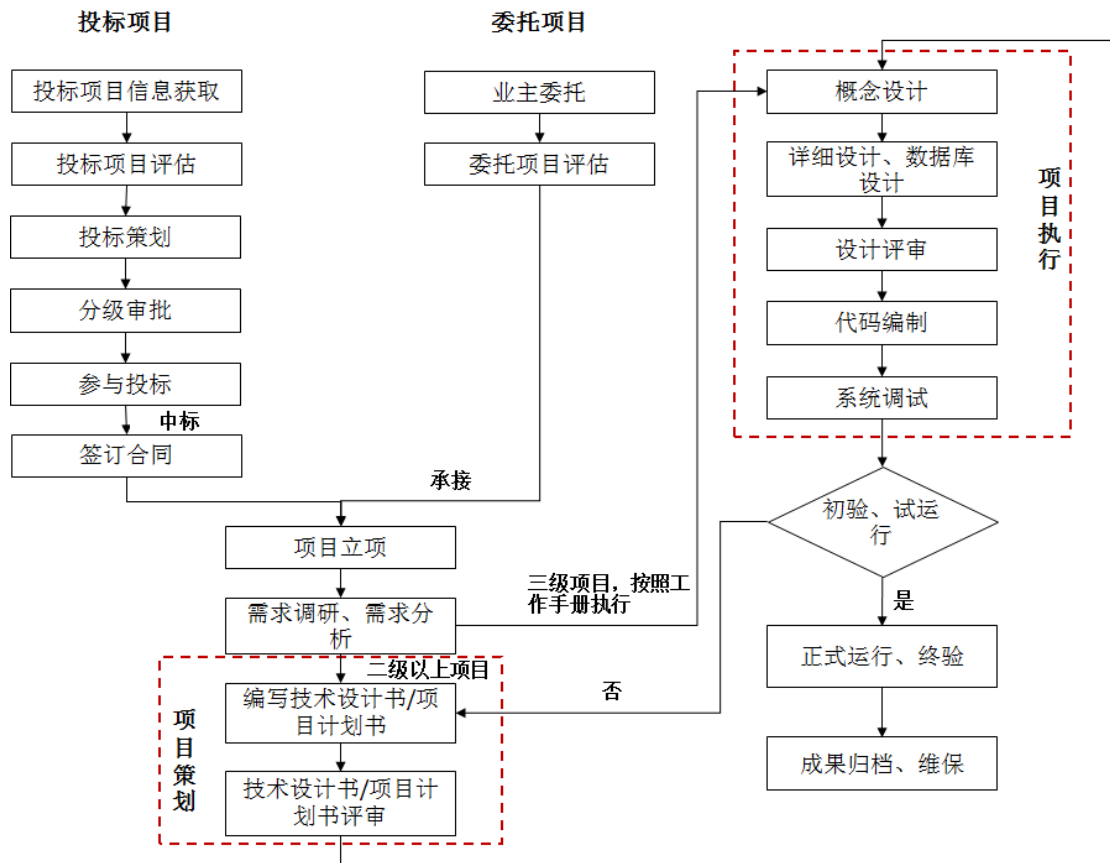 投标项目
委托项目
投标项目信息获取
投标项目评估
投标策划
分级审批
参与投标
中标
签订合同
业主委托
委托项目评估
承接
项目立项
需求调研、需求分
析
三级项目，按照工
作手册执行
二级以上项目
项目策划
编写技术设计书/项
目计划书
技术设计书/项目计
划书评审
概念设计
详细设计、数据库
设计
设计评审
代码编制
系统调试
项目执行
初验、试运
行
否
是
正式运行、终验
成果归档、维保